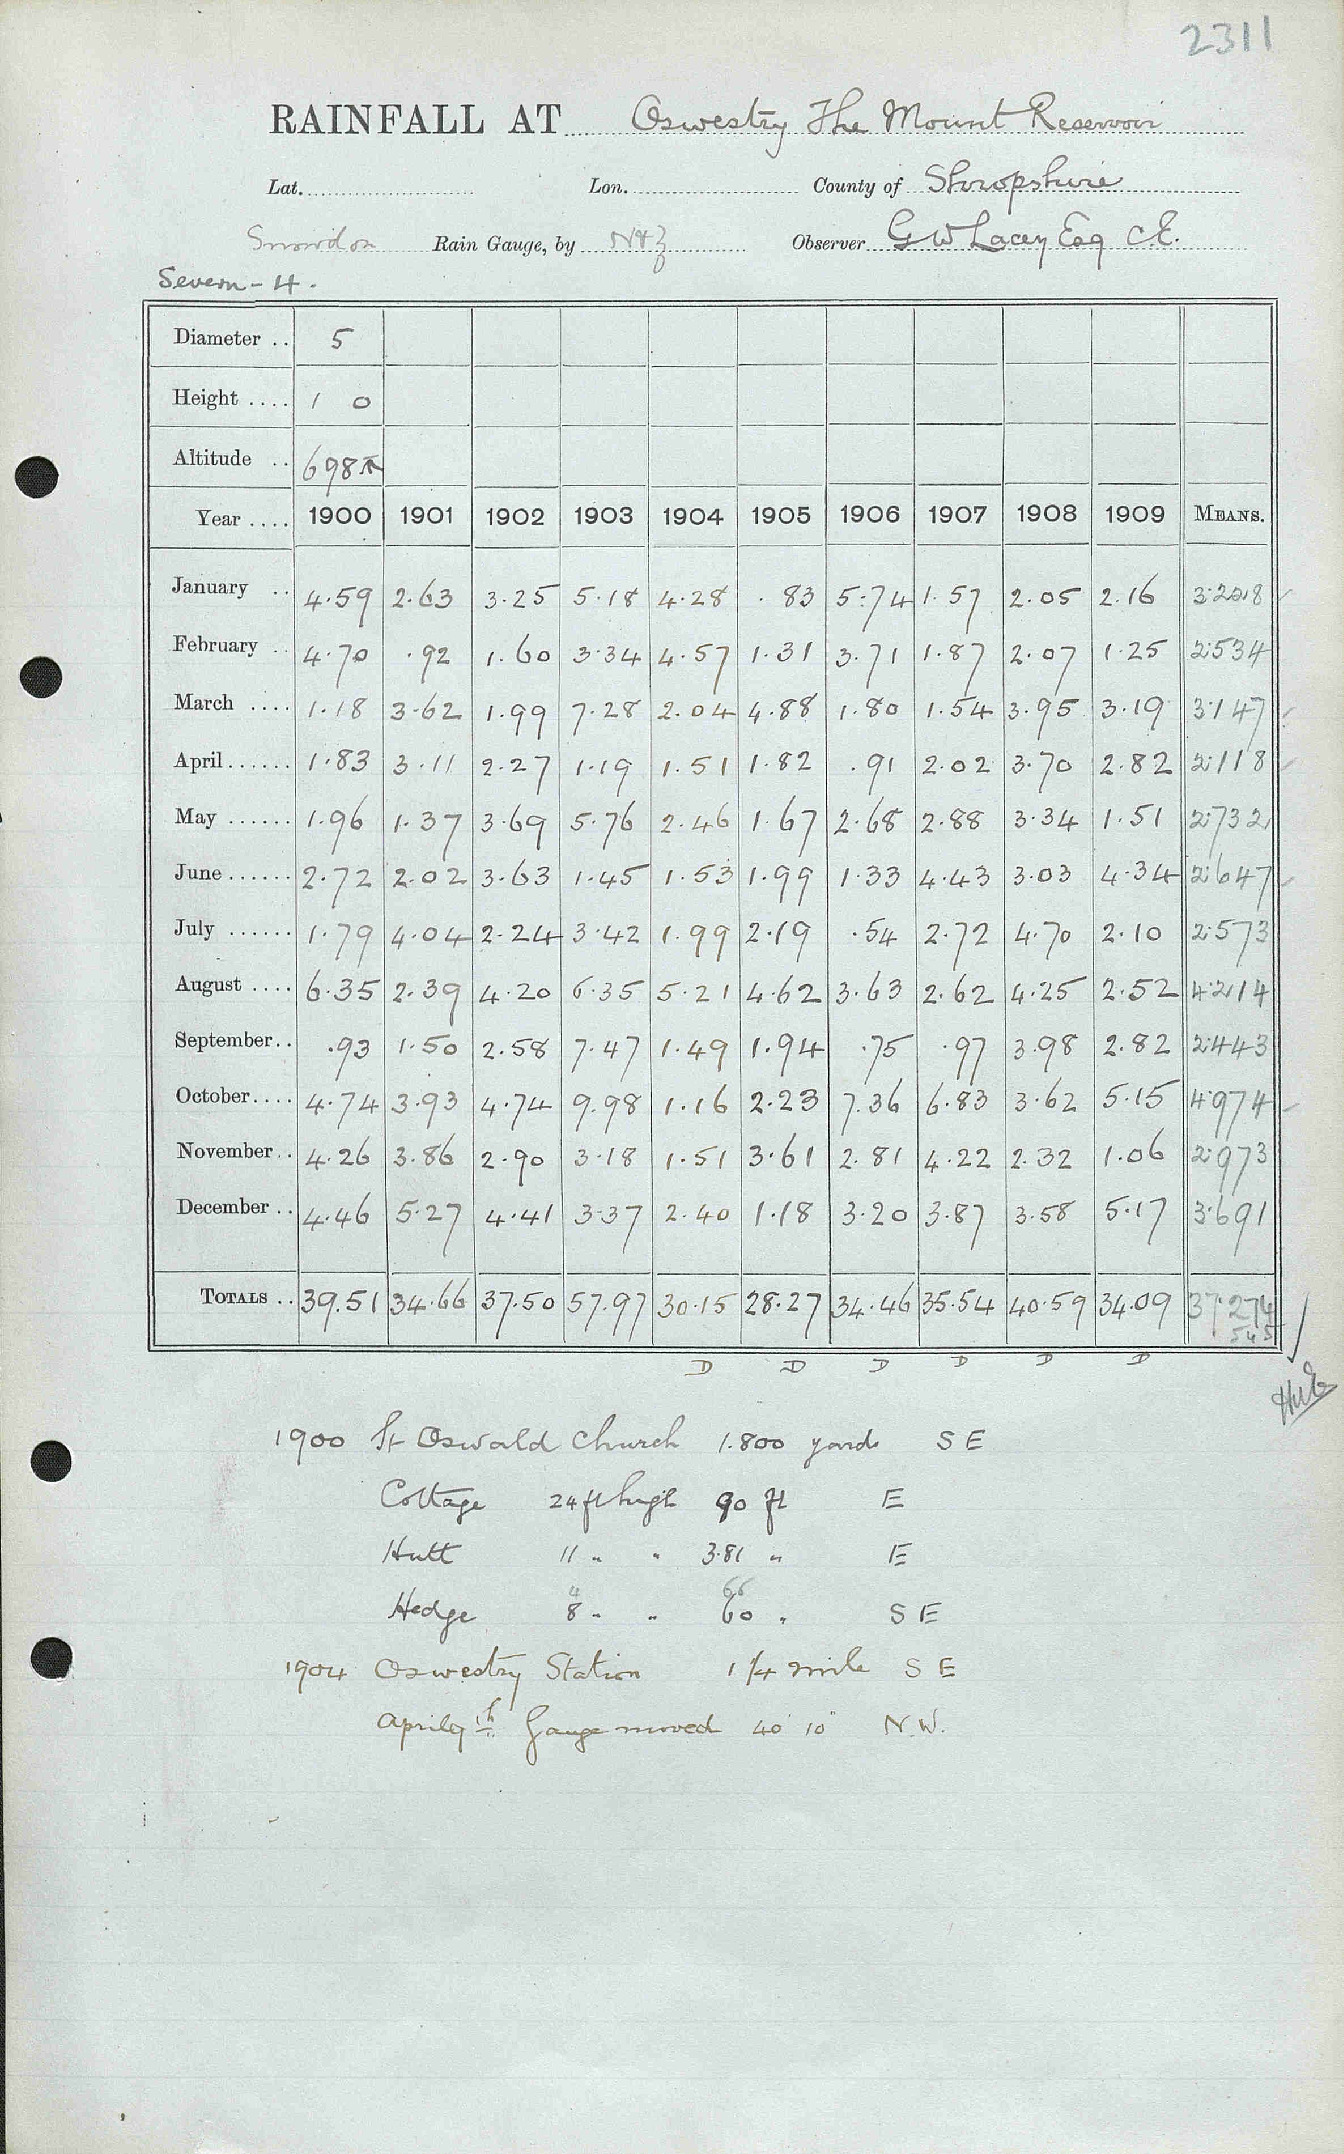 2311
RAINFALL AT Oswestry The Mount Reservoir
Lat. Lon. County of Shropshire
Snowdon Rain Gauge, by N&Z Observer G W Lacey Esq C.E.
Severn - H.
Diameter .. 5
Height .... 1 0
Altitude .. 698
Year .... 1900 1901 1902 1903 1904 1905 1906 1907 1908 1909 MEANS.
January .. 4.59 2.63 3.25 5.18 4.28 .83 5.74 1.57 2.05 2.16 3.228
February .. 4.70 .92 1.60 3.34 4.57 1.31 3.71 1.87 2.07 1.25 2.534
March .... 1.18 3.62 1.99 7.28 2.04 4.88 1.80 1.54 3.95 3.19 3.147
April ...... 1.83 3.11 2.27 1.19 1.51 1.82 .91 2.02 3.70 2.82 2.118
May ...... 1.96 1.37 3.69 5.76 2.46 1.67 2.68 2.88 3.34 1.51 2.732
June ...... 2.72 2.02 3.63 1.45 1.53 1.99 1.33 4.43 3.03 4.34 2.647
July ...... 1.79 4.04 2.24 3.42 1.99 2.19 .54 2.72 4.70 2.10 2.573
August .... 6.35 2.39 4.20 6.35 5.21 4.62 3.63 2.62 4.25 2.52 4.214
September .. .93 1.50 2.58 7.47 1.49 1.94 .75 .97 3.98 2.82 2.443
October .... 4.74 3.93 4.74 9.98 1.16 2.23 7.36 6.83 3.62 5.15 4.974
November .. 4.26 3.86 2.90 3.18 1.51 3.61 2.81 4.22 2.32 1.06 2.973
December .. 4.46 5.27 4.41 3.37 2.40 1.18 3.20 3.87 3.58 5.17 3.691
TOTALS .. 39.51 34.66 37.50 57.97 30.15 28.27 34.46 35.54 40.59 34.09 37.274
545
D D D D D D
1900 St Oswald Church 1.800 yards S E
Cottage 24 ft high 90 ft E
Hutt 11 " " 3.81 " E
4 66
Hedge 8 " " 60 " S E
1904 Oswestry Station 1 1/4 mile S E
April 9th Gauge moved 40' 10" N.W.